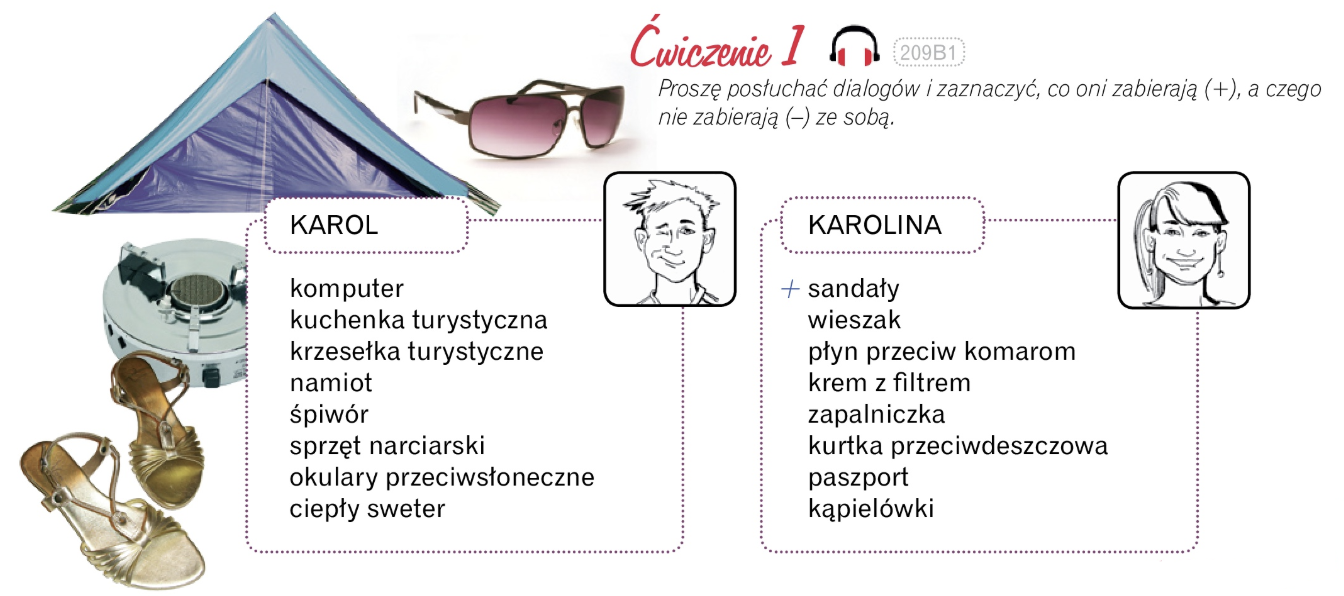 Ćwiczenie 1
209B1
Proszę posłuchać dialogów i zaznaczyć, co oni zabierają (+), a czego
nie zabierają (–) ze sobą.
KAROL
komputer
kuchenka turystyczna
krzesełka turystyczne
namiot
śpiwór
sprzęt narciarski
okulary przeciwsłoneczne
ciepły sweter
KAROLINA
+ sandały
wieszak
płyn przeciw komarom
krem z filtrem
zapalniczka
kurtka przeciwdeszczowa
paszport
kąpielówki